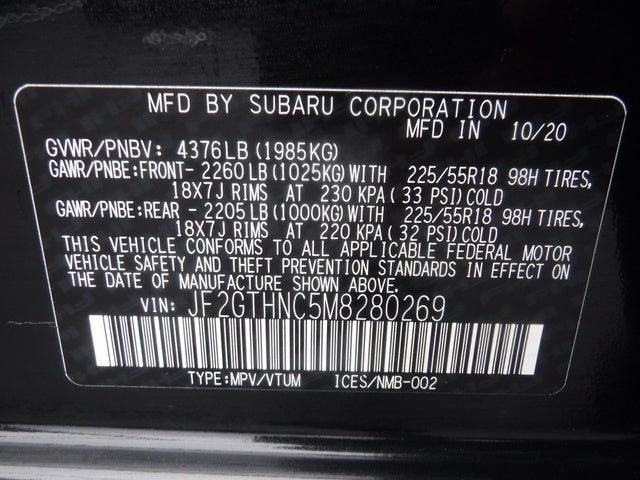 MFD BY SUBARU CORPORATION
MFD IN 10/20
GVWR/PNBV: 4376LB(1985KG)
GAWR/PNBE:FRONT- 2260LB(1025KG)WITH 225/55R18 98H TIRES,
18X7J RIMS AT 230 KPA( 33 PSI)COLD
GAWR/PNBE:REAR - 2205LB(1000KG)WITH 225/55R18 98H TIRES,
18X7J RIMS AT 220 KPA( 32 PSI)COLD
THIS VEHICLE CONFORMS TO ALL APPLICABLE FEDERAL MOTOR
VEHICLE SAFETY AND THEFT PREVENTION STANDARDS IN EFFECT ON
THE DATE OF MANUFACTURE SHOWN ABOVE.
VIN: JF2GTHNC5M8280269
TYPE:MPV/VTUM ICES/NMB-002